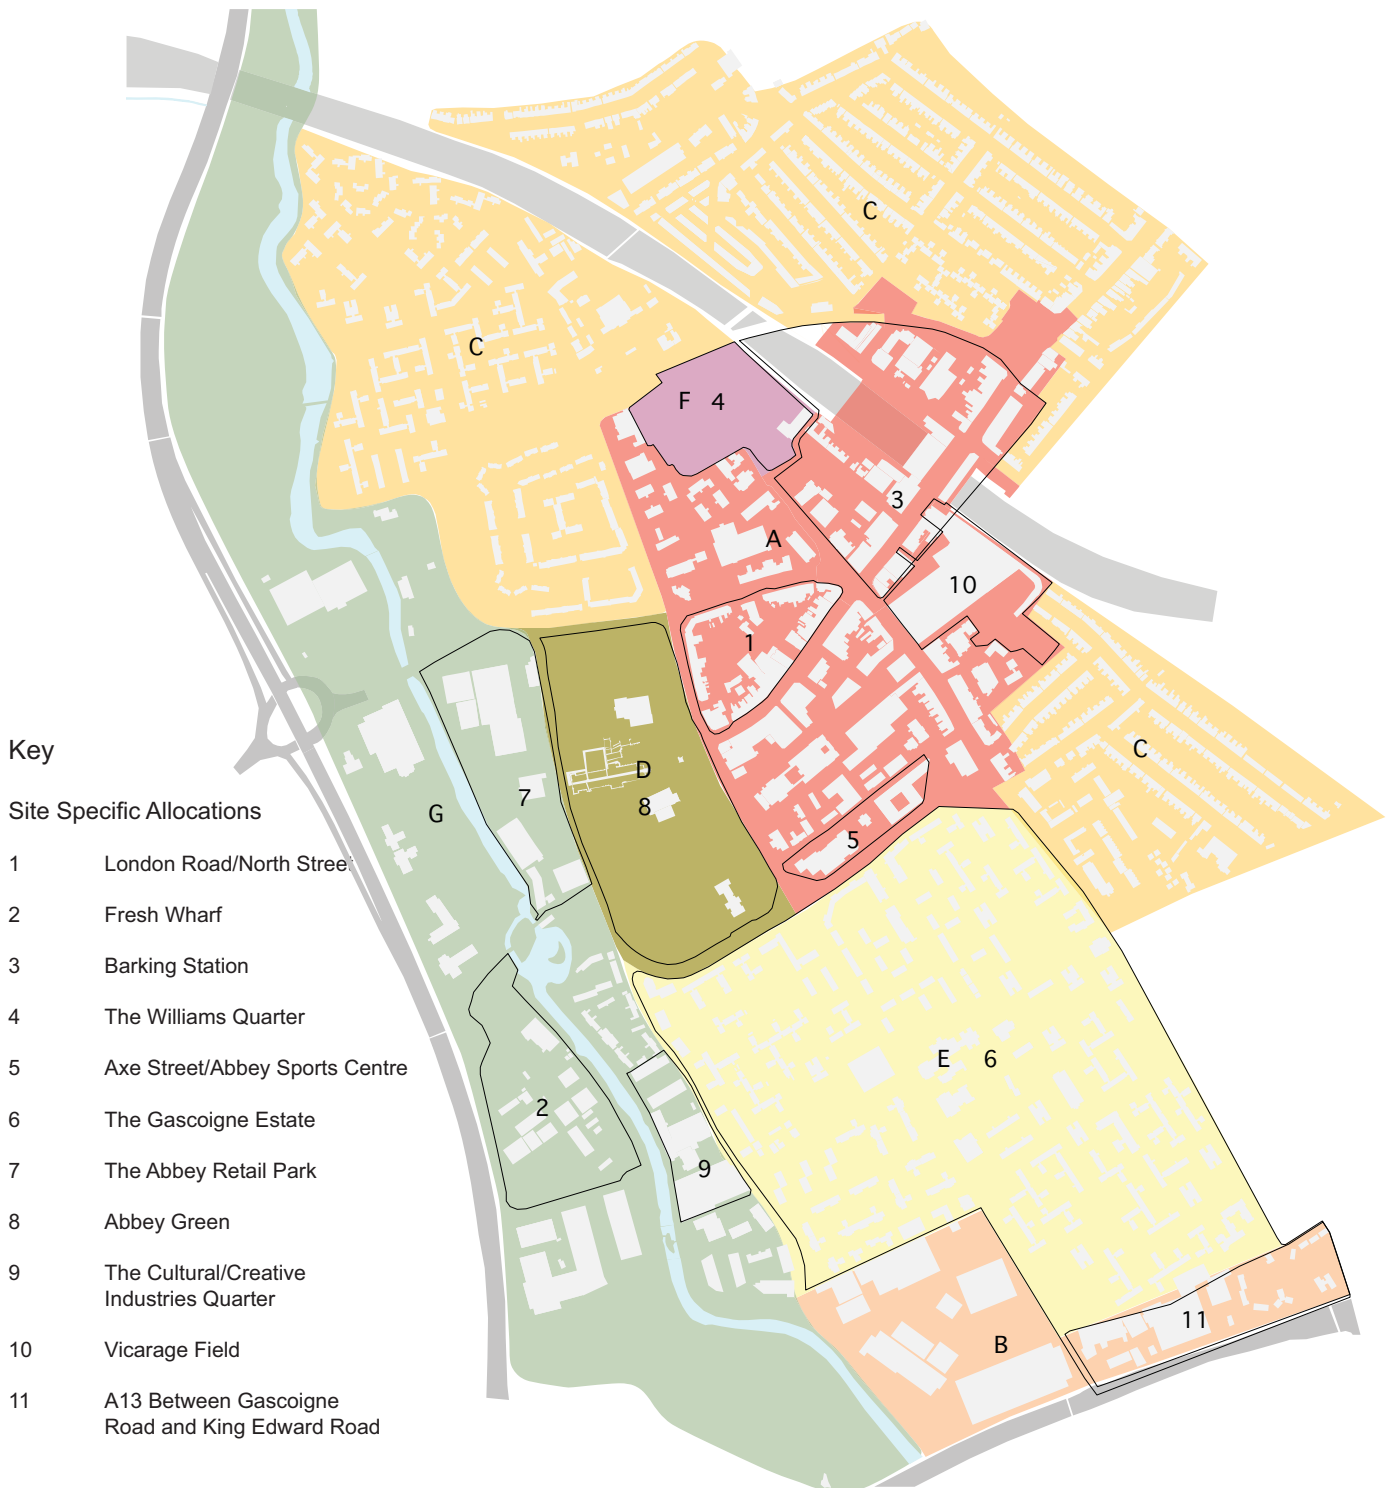 C
C
F 4
3
A
10
1
C
Key
D
7
8
Site Specific Allocations
G
5
1 London Road/North Street
2 Fresh Wharf
3 Barking Station
4 The Williams Quarter
5 Axe Street/Abbey Sports Centre
E 6
6 The Gascoigne Estate
2
7 The Abbey Retail Park
9
8 Abbey Green
9 The Cultural/Creative
Industries Quarter
11
10 Vicarage Field
B
11 A13 Between Gascoigne
Road and King Edward Road